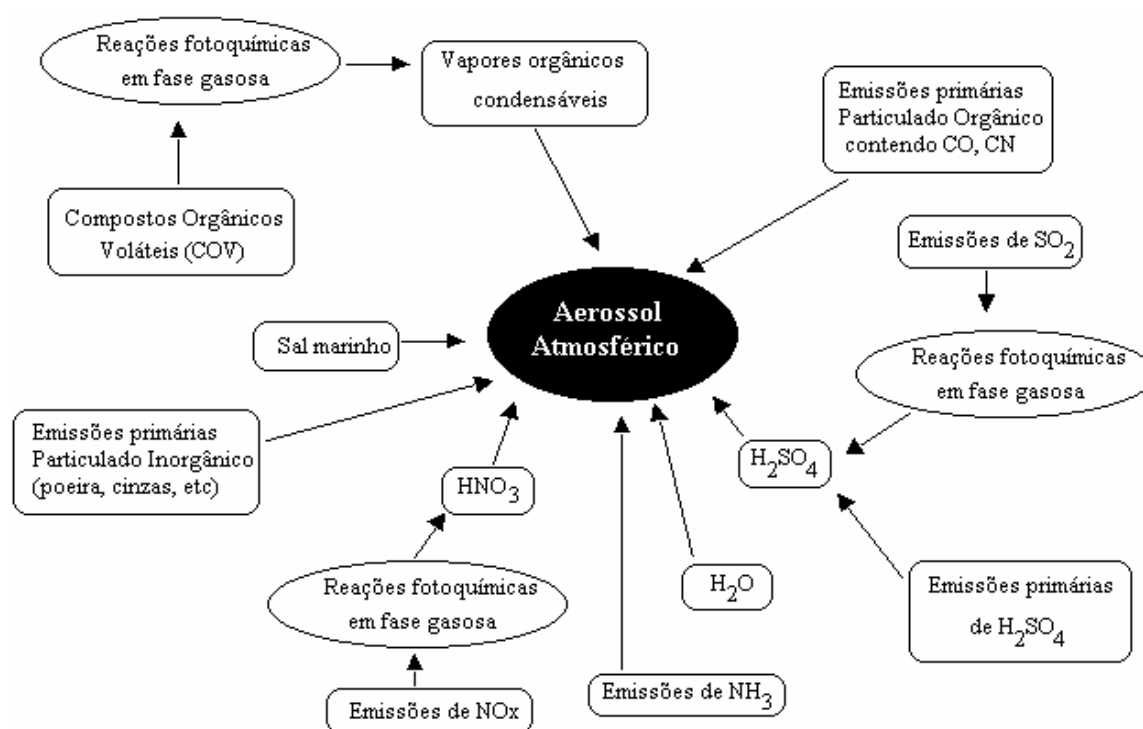 Reações fotoquímicas
em fase gasosa
Vapores orgânicos
condensáveis
Emissões primárias
Particulado Orgânico
contendo CO, CN
Compostos Orgânicos
Voláteis (COV)
Emissões de SO₂
Aerossol
Atmosférico
Sal marinho
Reações fotoquímicas
em fase gasosa
Emissões primárias
Particulado Inorgânico
(poeira, cinzas, etc)
HNO₃
H₂SO₄
Reações fotoquímicas
em fase gasosa
H₂O
Emissões primárias
de H₂SO₄
Emissões de NOx
Emissões de NH₃